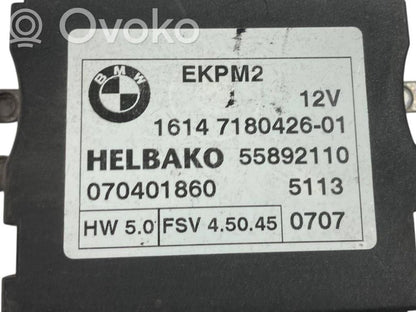 Ovoko
BMW
EKPM2
12V
1614 7180426-01
HELBAKO 55892110
070401860 5113
HW 5.0 FSV 4.50.45 0707